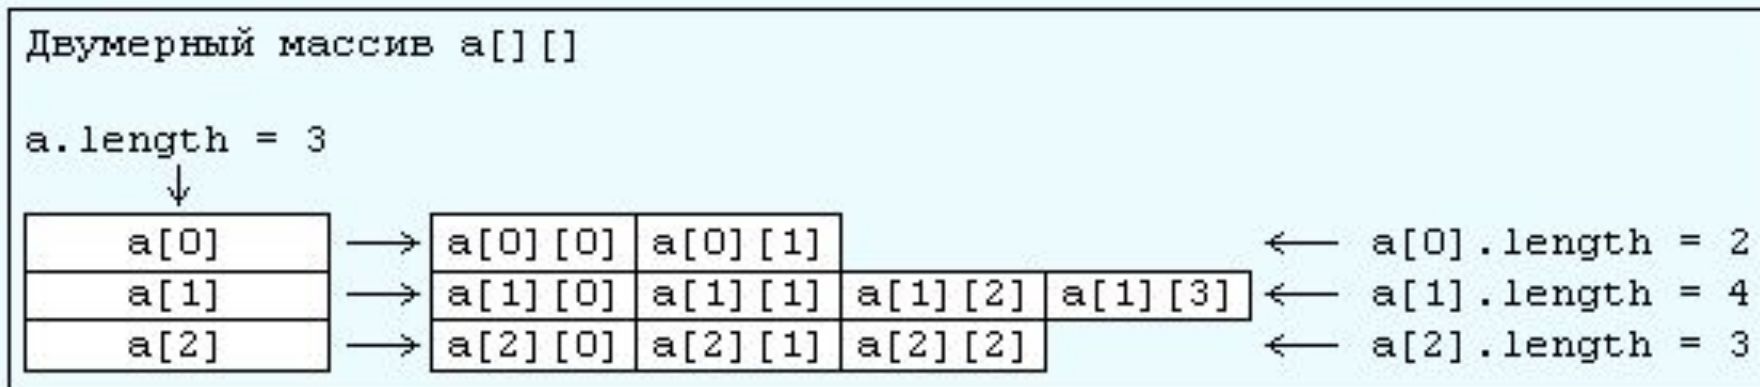 Двумерный массив a[][]
a.length = 3
a[0] a[0][0] a[0][1] a[0].length = 2
a[1] a[1][0] a[1][1] a[1][2] a[1][3] a[1].length = 4
a[2] a[2][0] a[2][1] a[2][2] a[2].length = 3